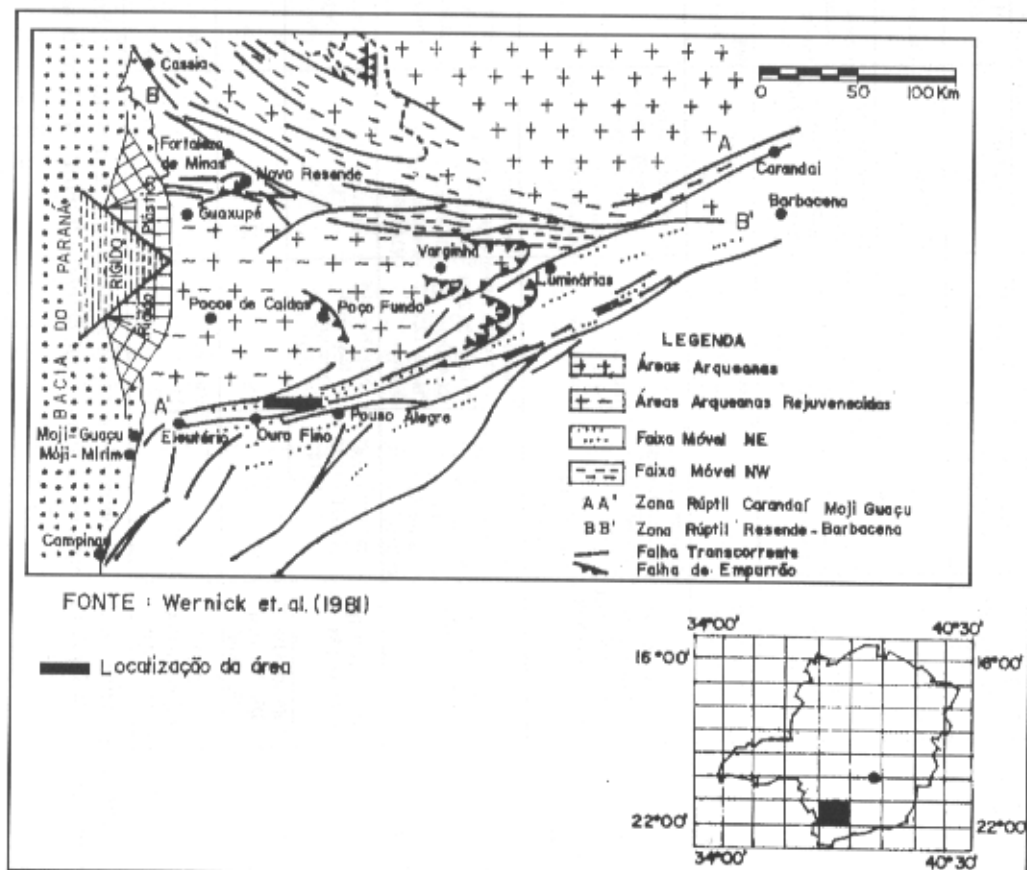 Cassia
B
Fortaleza
de Minas
Nova Resende
Guaxupé
BACIA DO PARANÁ
RÍGIDO
Plástico
Varginha
Luminárias
Poços de Caldas
Poço Fundo
A
Carandaí
Barbacena
B'
A'
Moji-Guaçu
Móji-Mirim
Eleutério
Ouro Fino
Pouso Alegre
Campinas
0 50 100 Km
LEGENDA
Áreas Arqueanas
Áreas Arqueanas Rejuvenecidas
Faixa Móvel NE
Faixa Móvel NW
AA' Zona Rúptil Carandaí Moji Guaçu
BB' Zona Rúptil Resende-Barbacena
Falha Transcorrente
Falha de Empurrão
FONTE : Wernick et. al. (1981)
Localização da área
34°00' 40°30'
16°00' 16°00'
22°00' 22°00'
34°00' 40°30'